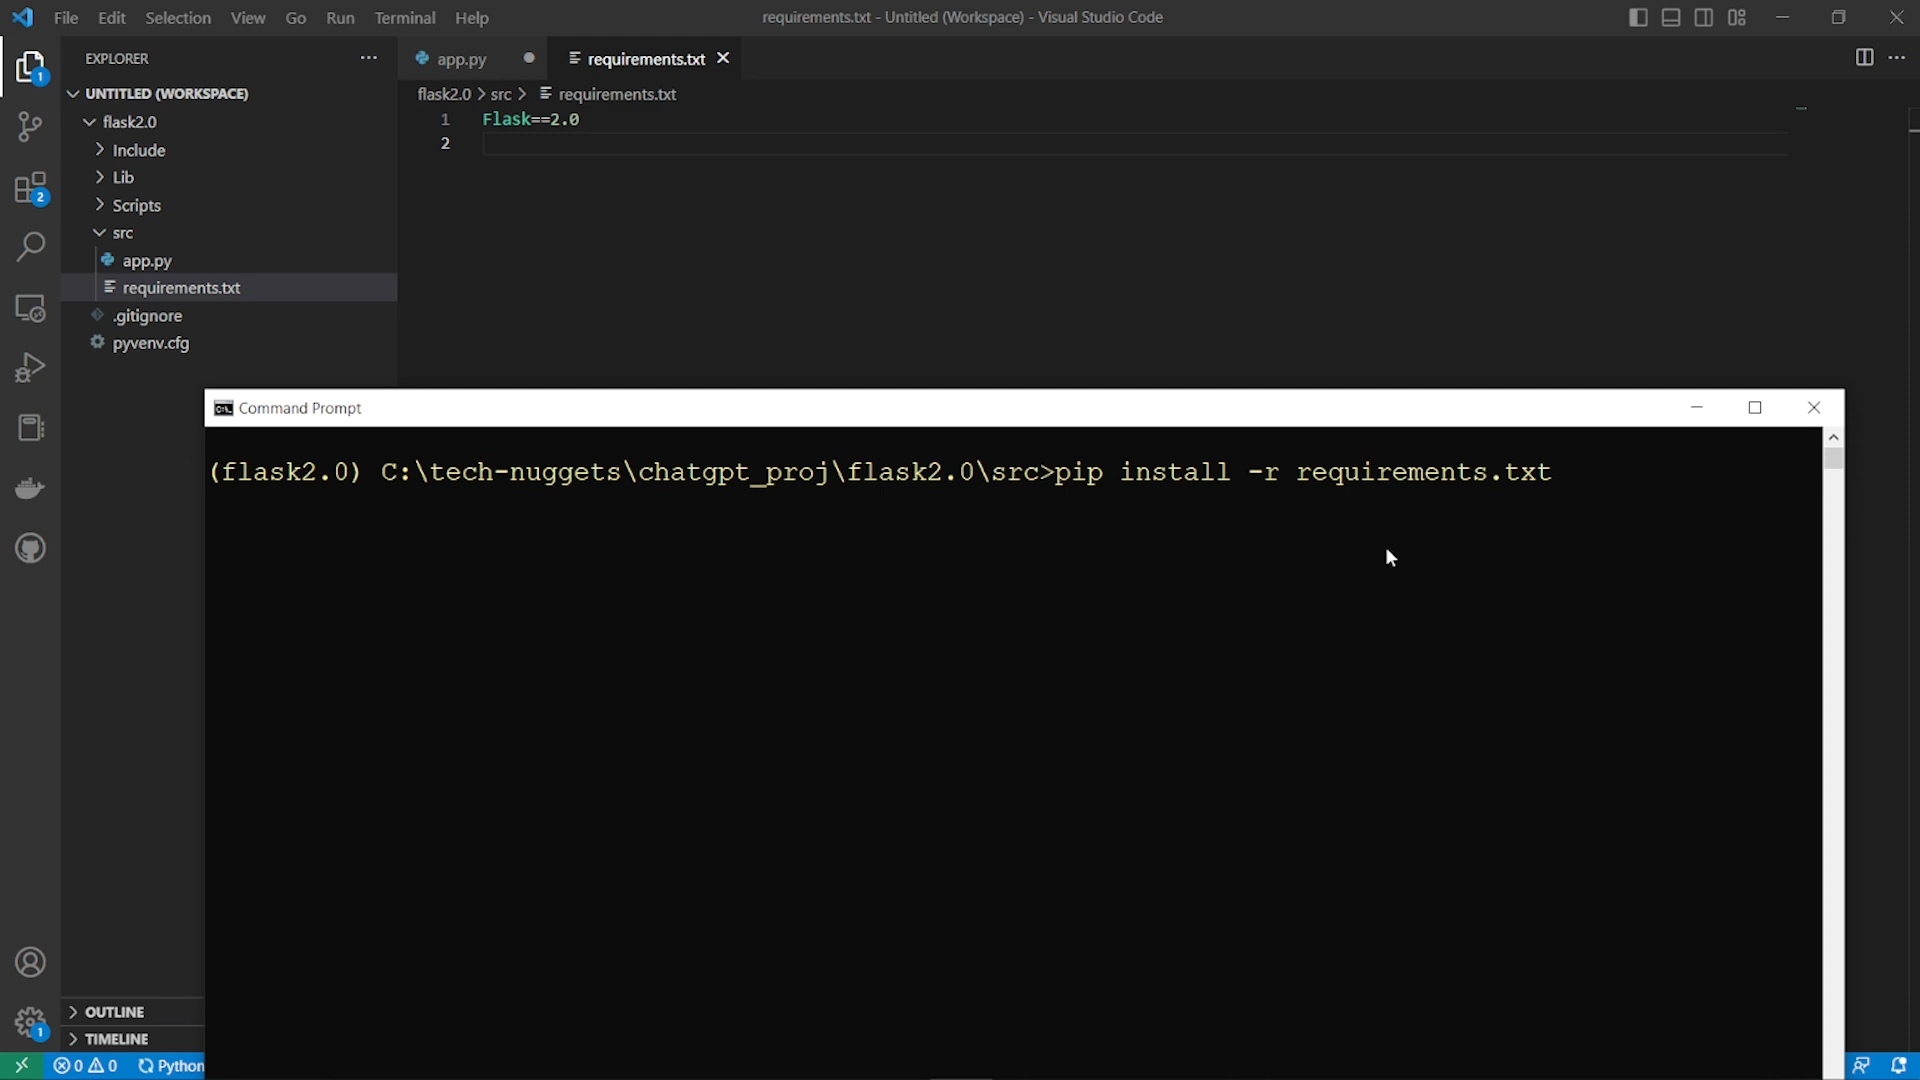 File Edit Selection View Go Run Terminal Help
requirements.txt - Untitled (Workspace) - Visual Studio Code
EXPLORER
UNTITLED (WORKSPACE)
flask2.0
Include
Lib
Scripts
src
app.py
requirements.txt
.gitignore
pyvenv.cfg
OUTLINE
TIMELINE
1
2
1
app.py
requirements.txt
flask2.0 > src > requirements.txt
1 Flask==2.0
2
Command Prompt
(flask2.0) C:\tech-nuggets\chatgpt_proj\flask2.0\src>pip install -r requirements.txt
0 0 Python